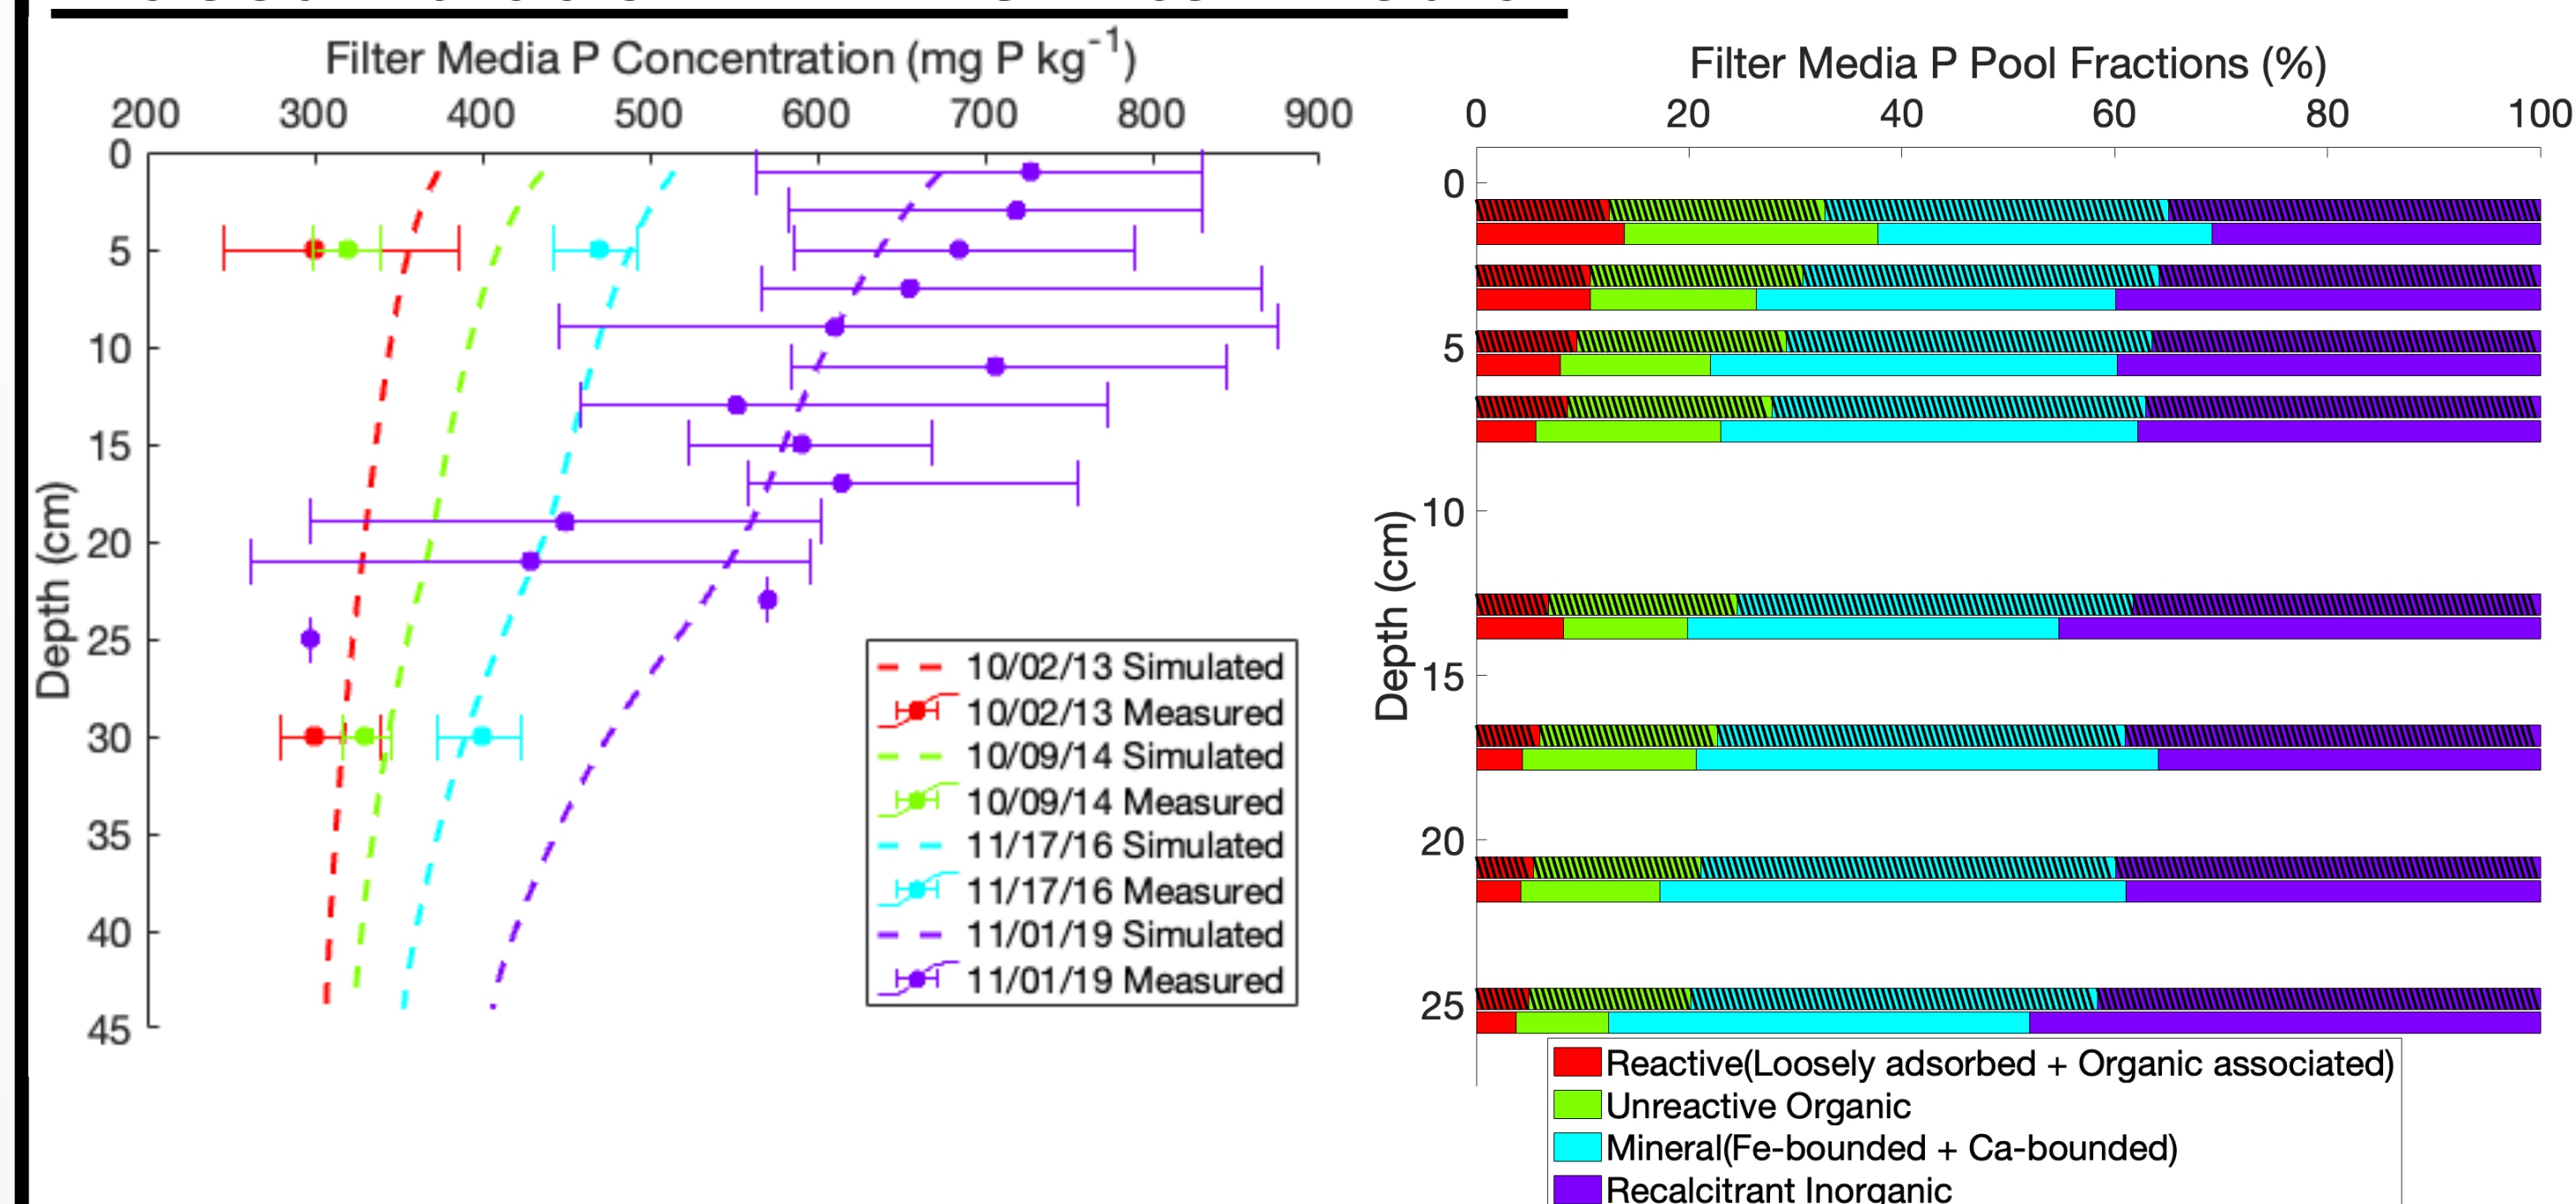 Filter Media P Concentration (mg P kg⁻¹)
200 300 400 500 600 700 800 900
0
5
10
15
20
25
30
35
40
45
Depth (cm)
10/02/13 Simulated
10/02/13 Measured
10/09/14 Simulated
10/09/14 Measured
11/17/16 Simulated
11/17/16 Measured
11/01/19 Simulated
11/01/19 Measured
Filter Media P Pool Fractions (%)
0 20 40 60 80 100
0
5
10
15
20
25
Depth (cm)
Reactive(Loosely adsorbed + Organic associated)
Unreactive Organic
Mineral(Fe-bounded + Ca-bounded)
Recalcitrant Inorganic